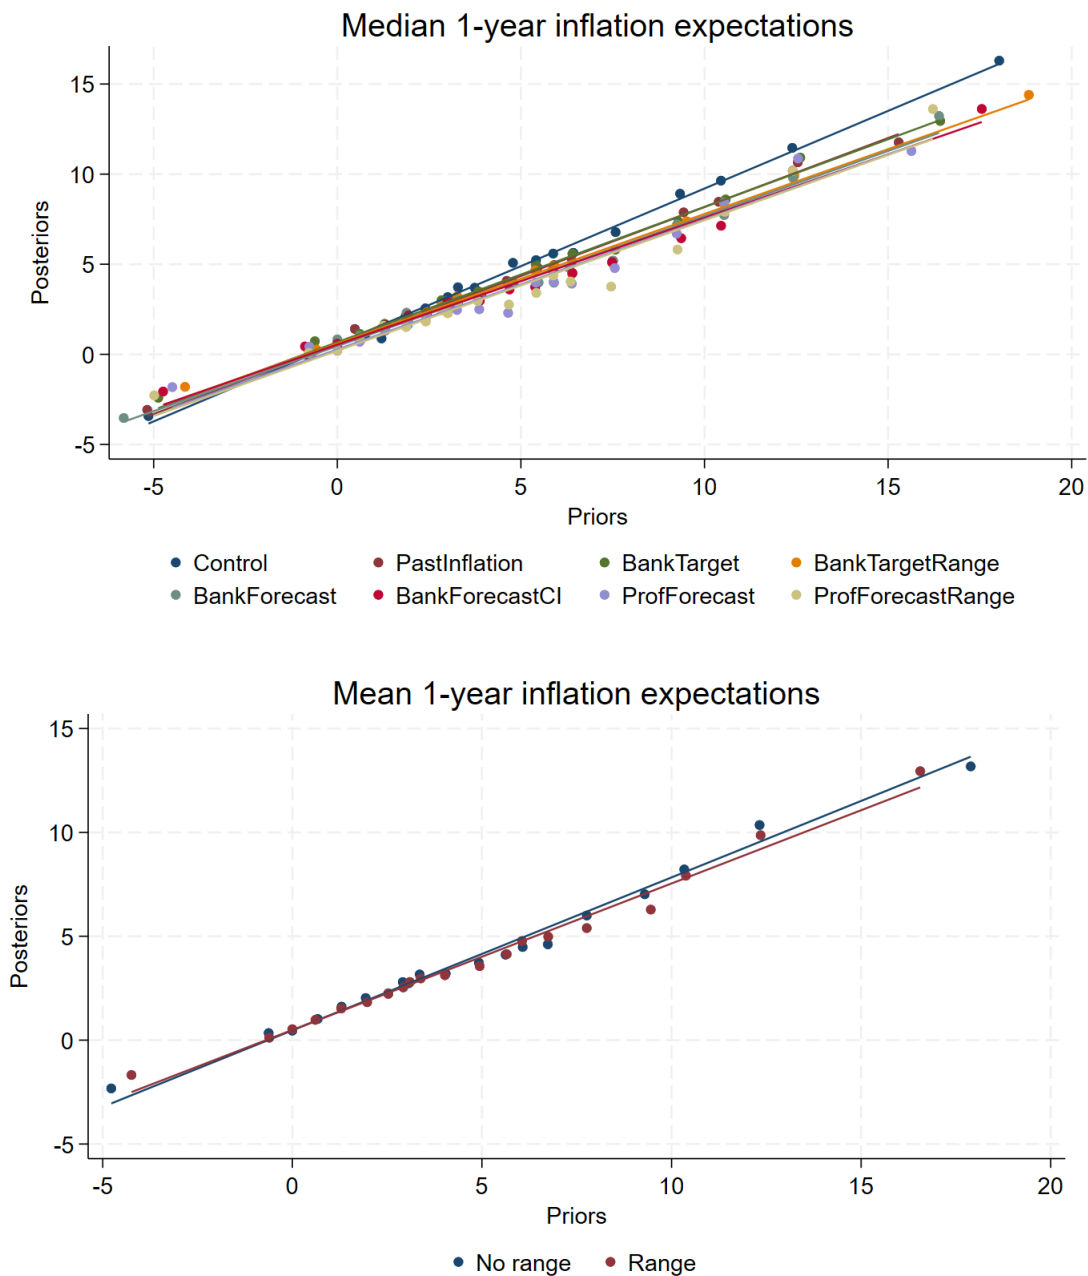 Median 1-year inflation expectations
15
10
5
0
-5
Posteriors
-5 0 5 10 15 20
Priors
Control PastInflation BankTarget BankTargetRange
BankForecast BankForecastCI ProfForecast ProfForecastRange
Mean 1-year inflation expectations
15
10
5
0
-5
Posteriors
-5 0 5 10 15 20
Priors
No range Range